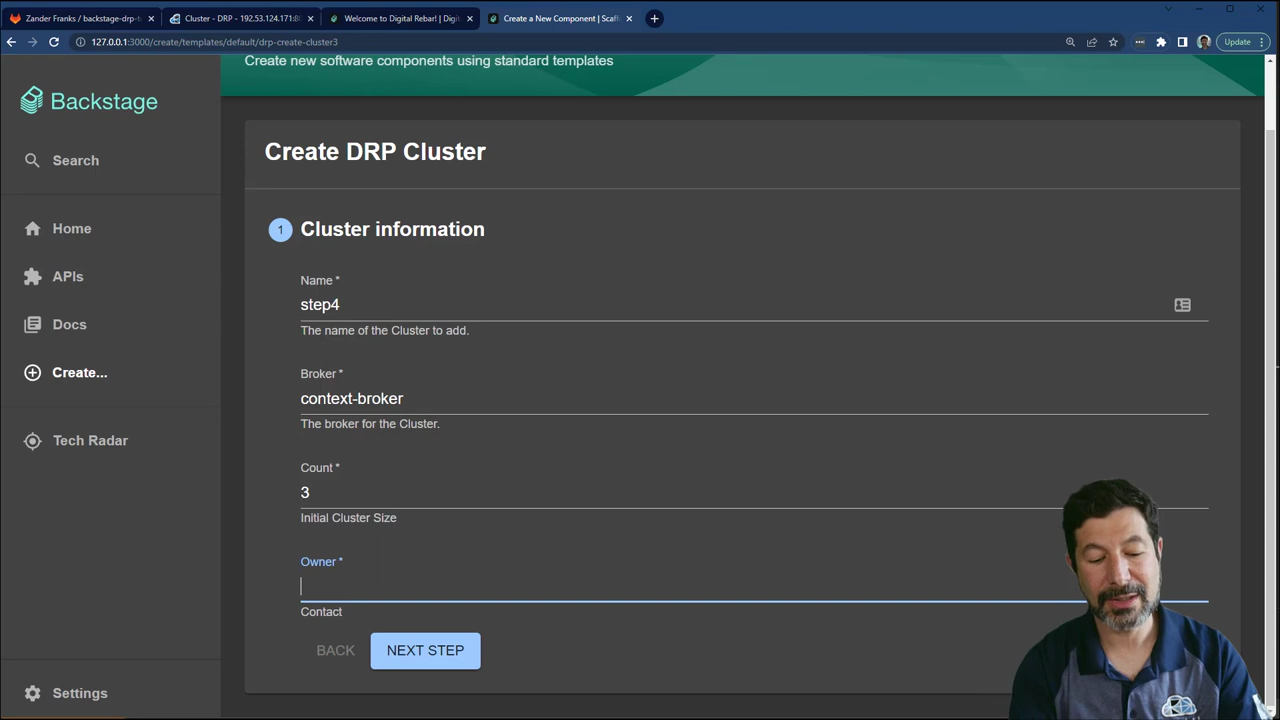 Zander Franks / backstage-drp-t
Cluster - DRP - 192.53.124.171:8
Welcome to Digital Rebar! | Digit
Create a New Component | Scaff
127.0.0.1:3000/create/templates/default/drp-create-cluster3
Update
Create new software components using standard templates
Backstage
Search
Home
APIs
Docs
Create...
Tech Radar
Settings
Create DRP Cluster
1
Cluster information
Name *
step4
The name of the Cluster to add.
Broker *
context-broker
The broker for the Cluster.
Count *
3
Initial Cluster Size
Owner *
Contact
BACK
NEXT STEP